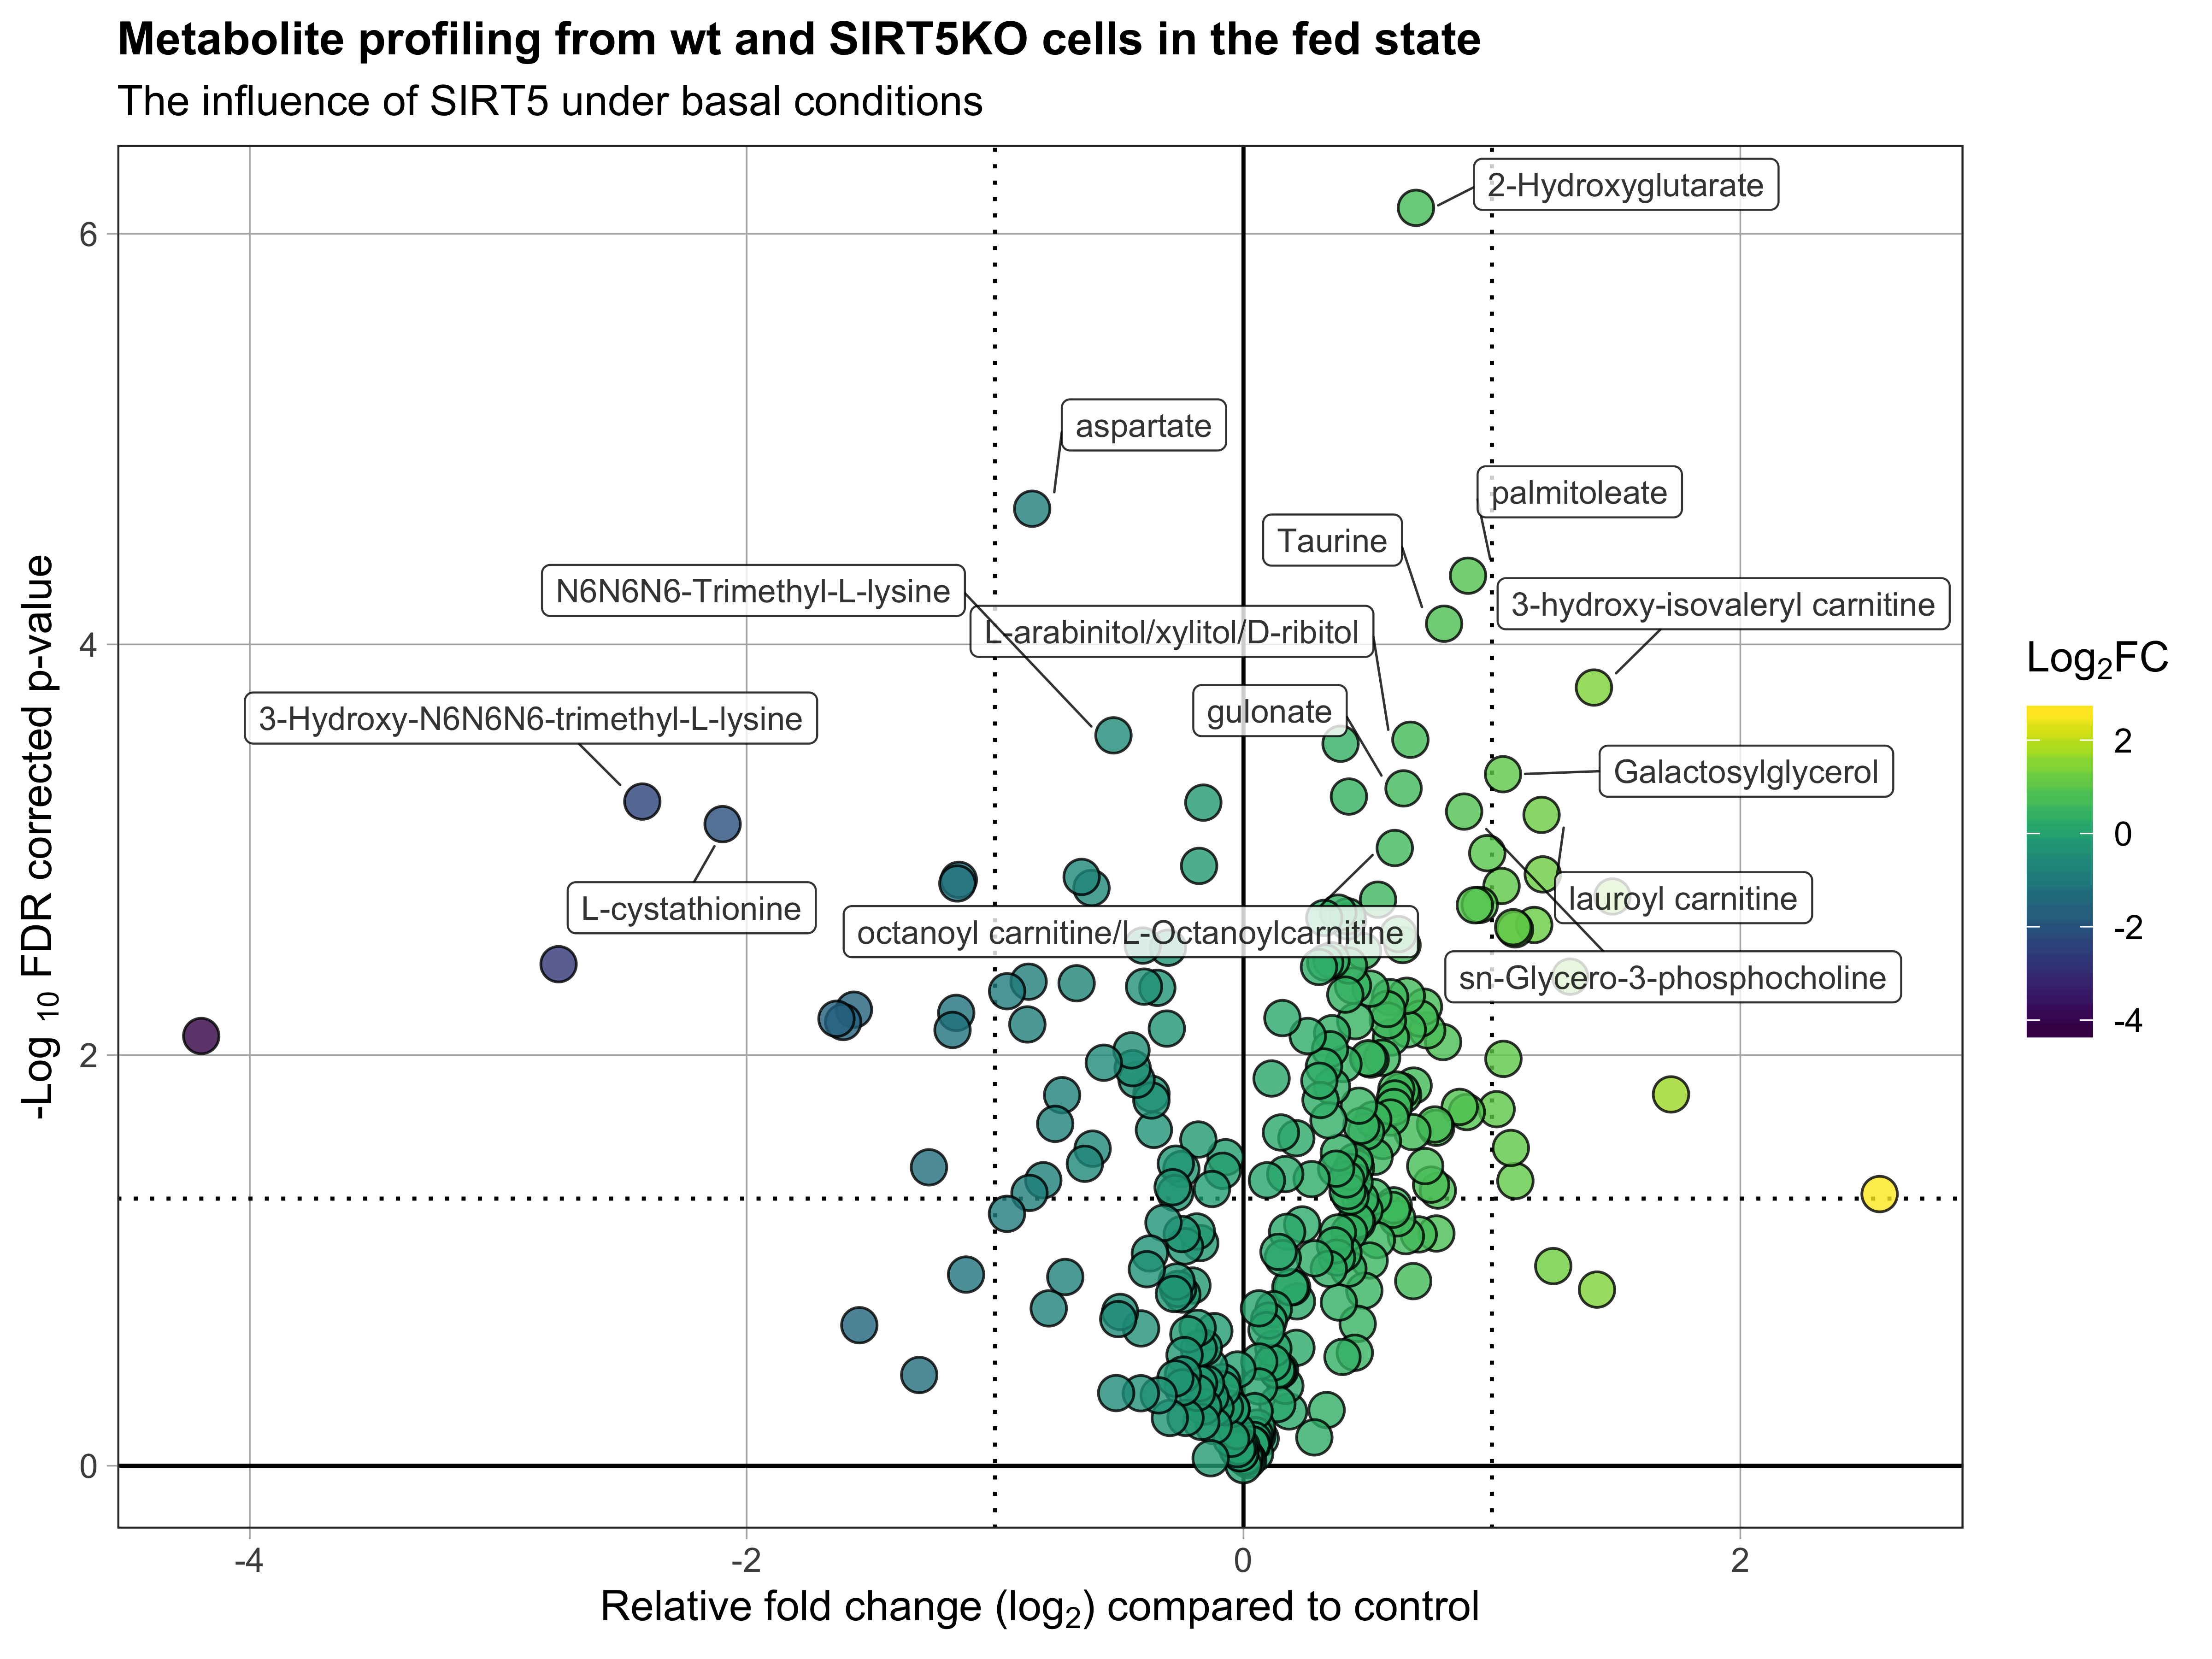 Metabolite profiling from wt and SIRT5KO cells in the fed state
The influence of SIRT5 under basal conditions
2-Hydroxyglutarate
aspartate
palmitoleate
Taurine
N6N6N6-Trimethyl-L-lysine
3-hydroxy-isovaleryl carnitine
L-arabinitol/xylitol/D-ribitol
gulonate
3-Hydroxy-N6N6N6-trimethyl-L-lysine
Galactosylglycerol
L-cystathionine
lauroyl carnitine
octanoyl carnitine/L-Octanoylcarnitine
sn-Glycero-3-phosphocholine
6
4
2
0
-Log 10 FDR corrected p-value
-4
-2
0
2
Relative fold change (log2) compared to control
Log2FC
2
0
-2
-4